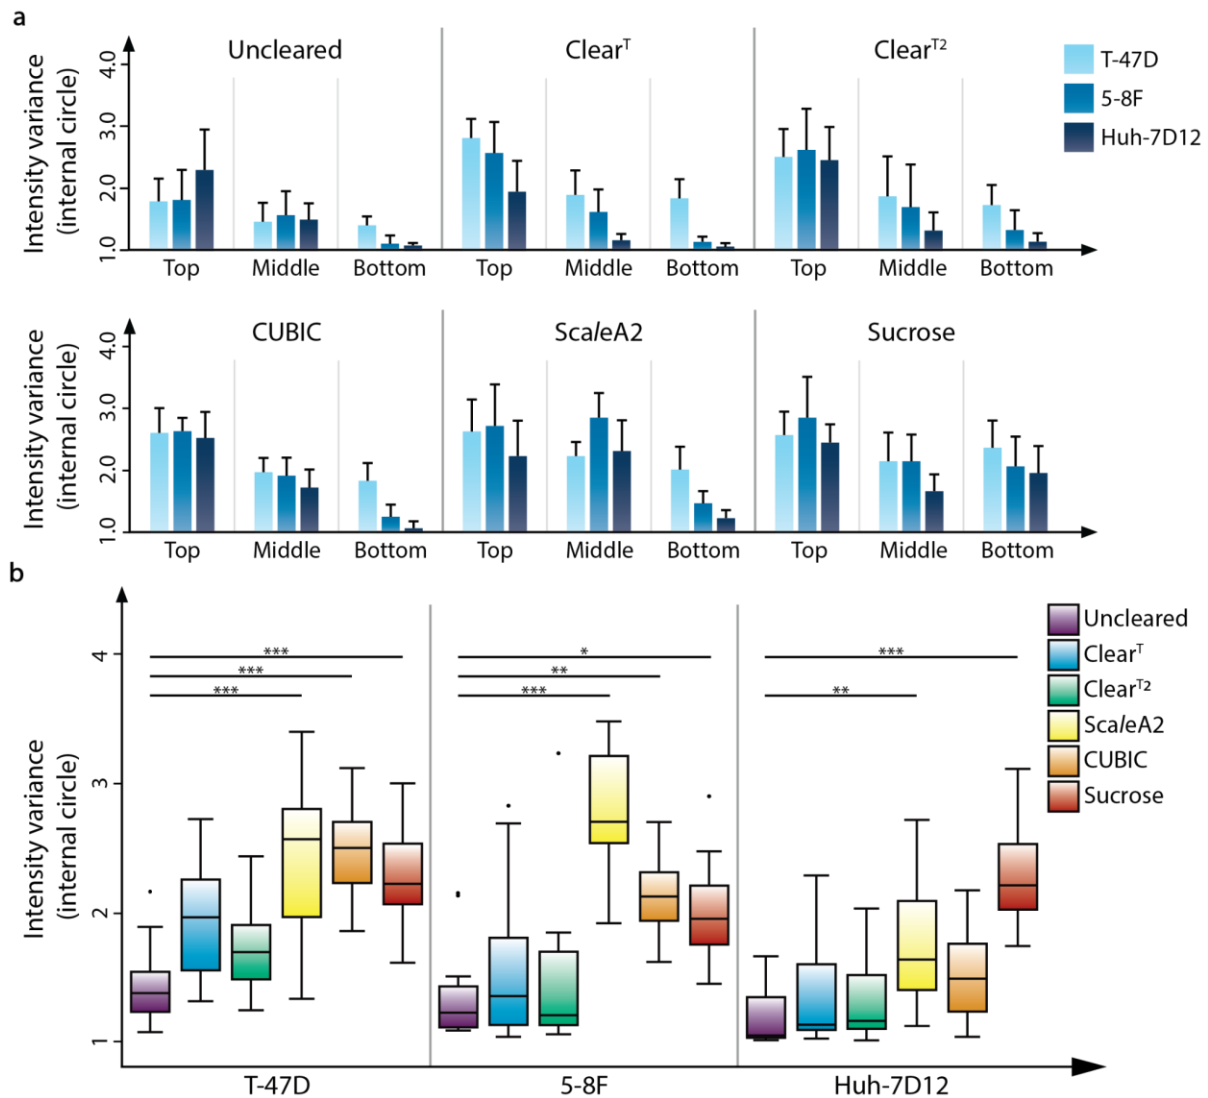 a
Uncleared
Clear^T
Clear^T2
T-47D
5-8F
Huh-7D12
Intensity variance
(internal circle)
4.0
3.0
2.0
1.0
Top
Middle
Bottom
Top
Middle
Bottom
Top
Middle
Bottom
CUBIC
ScaleA2
Sucrose
Intensity variance
(internal circle)
4.0
3.0
2.0
1.0
Top
Middle
Bottom
Top
Middle
Bottom
Top
Middle
Bottom
b
Uncleared
Clear^T
Clear^T2
ScaleA2
CUBIC
Sucrose
Intensity variance
(internal circle)
4
3
2
1
***
***
***
*
**
***
***
**
T-47D
5-8F
Huh-7D12